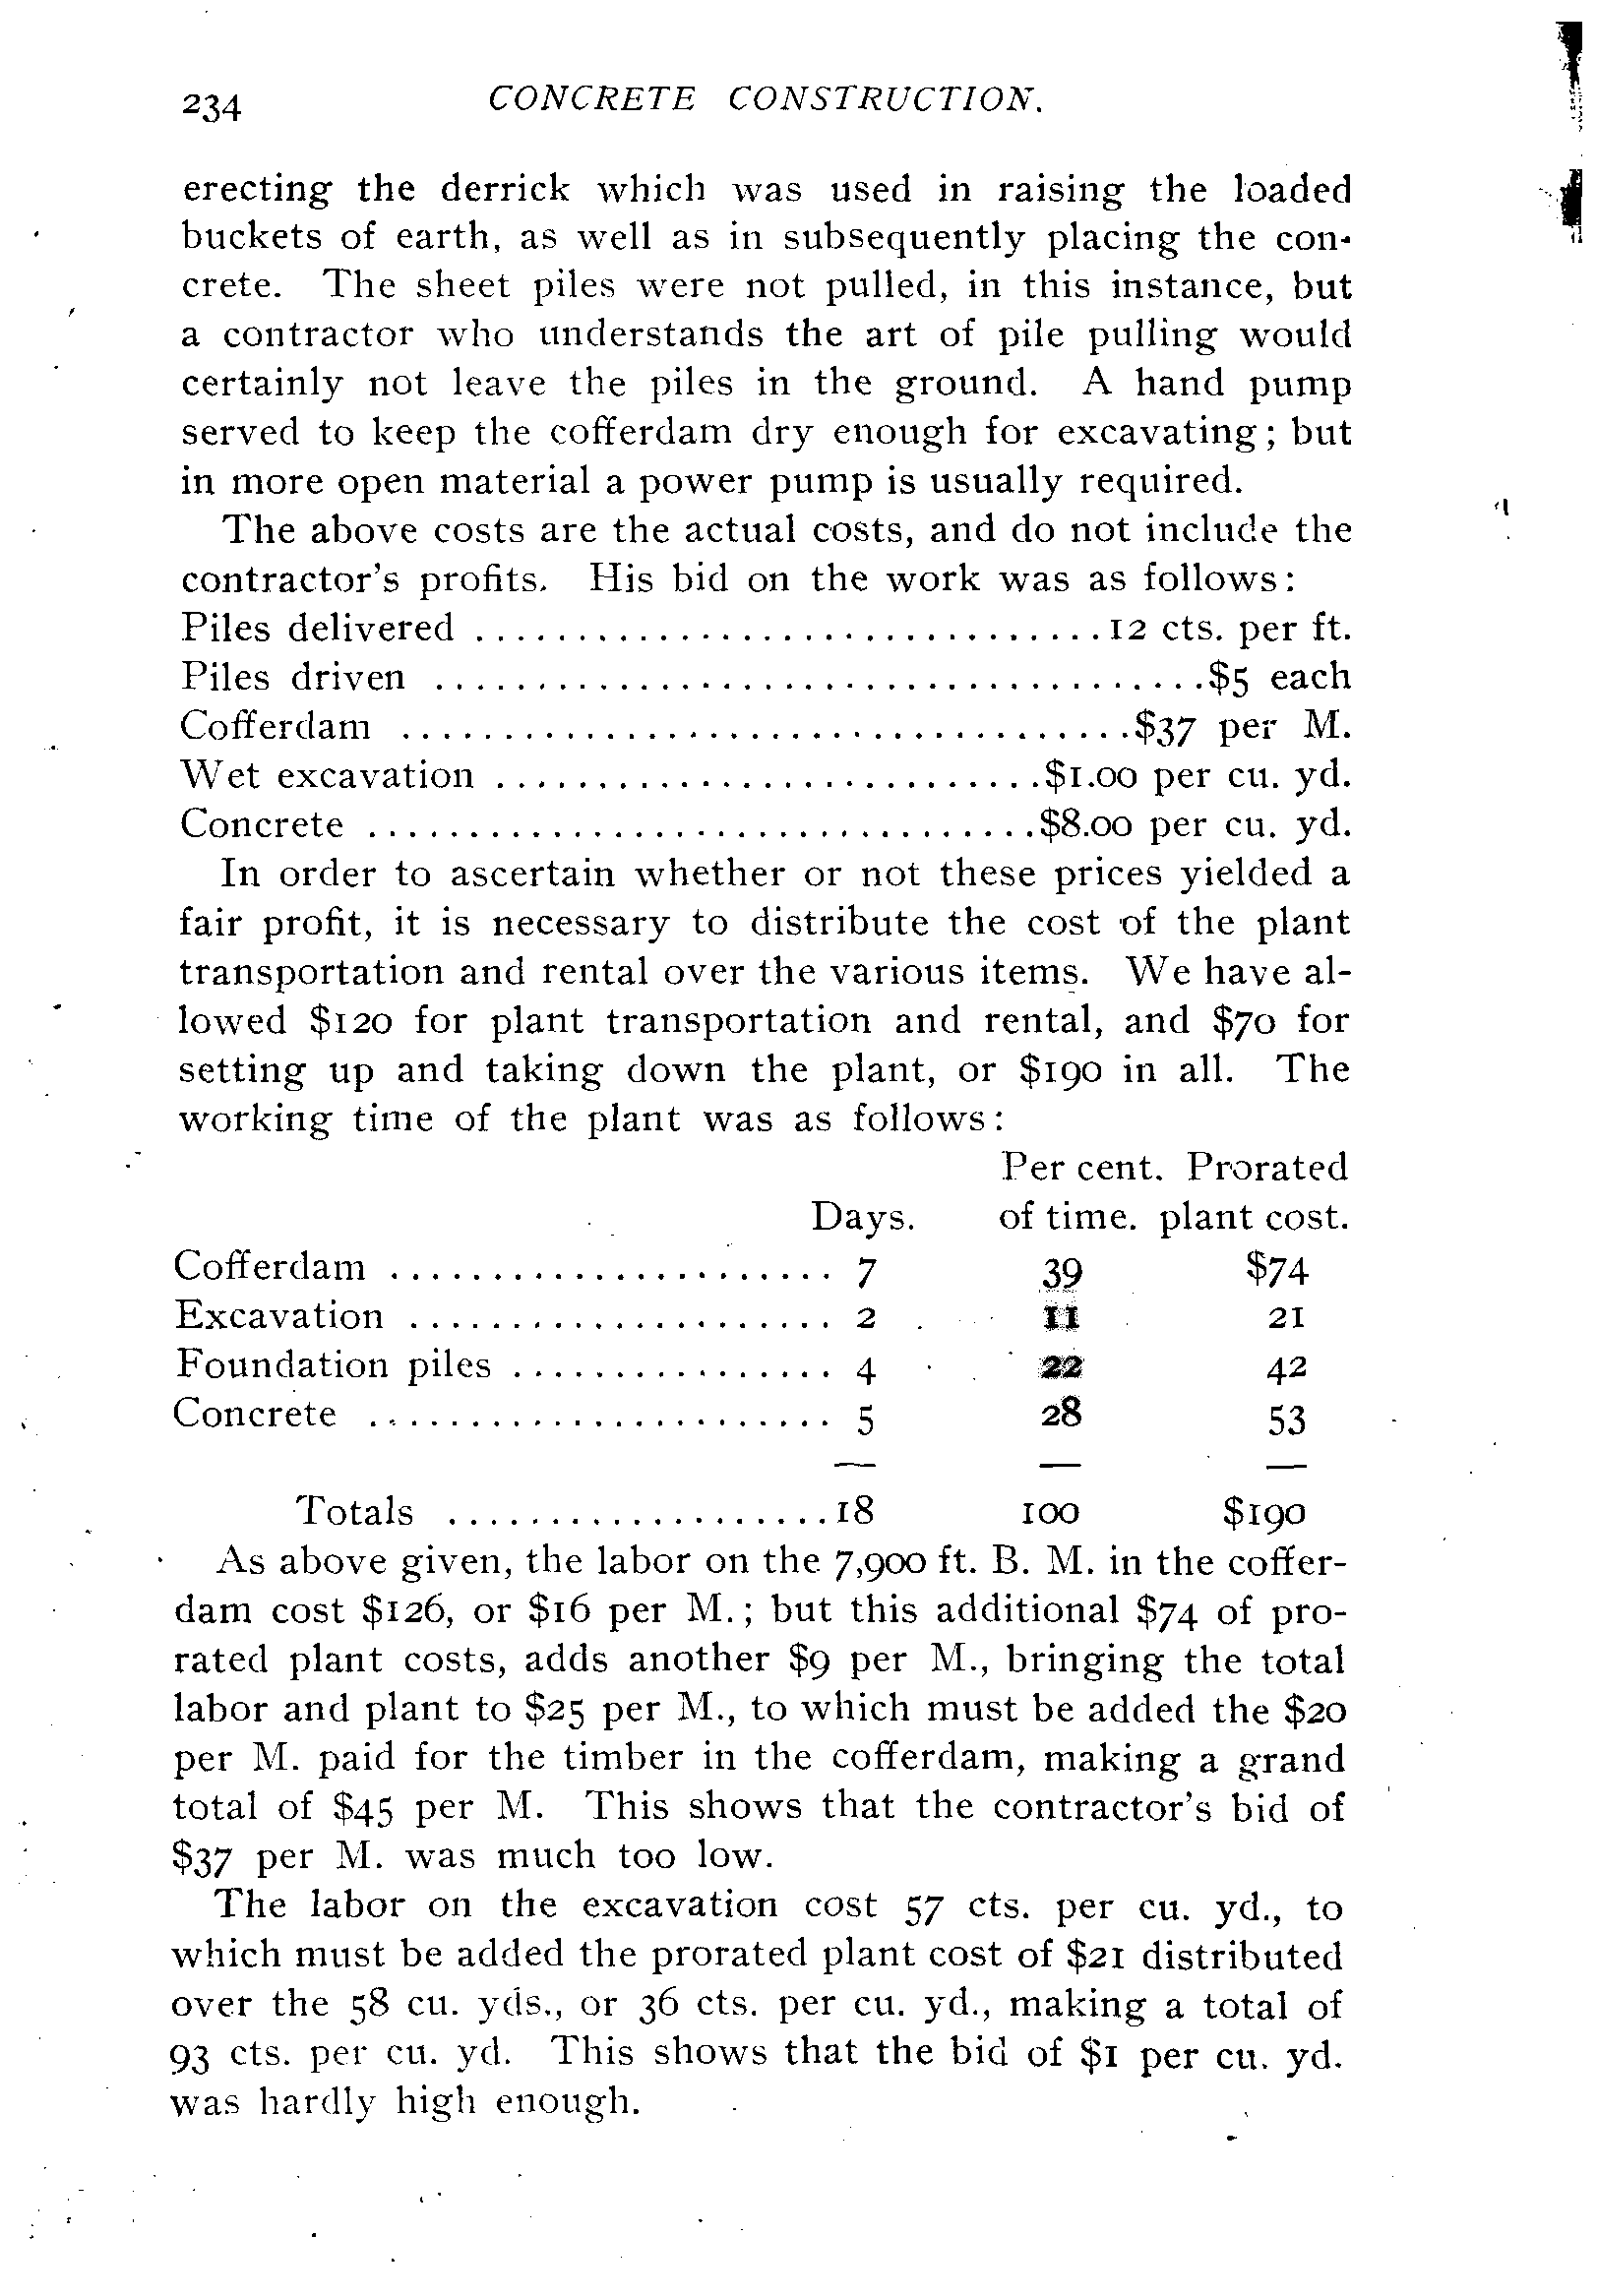 234 CONCRETE CONSTRUCTION.
erecting the derrick which was used in raising the loaded
buckets of earth, as well as in subsequently placing the con-
crete. The sheet piles were not pulled, in this instance, but
a contractor who understands the art of pile pulling would
certainly not leave the piles in the ground. A hand pump
served to keep the cofferdam dry enough for excavating; but
in more open material a power pump is usually required.
The above costs are the actual costs, and do not include the
contractor's profits. His bid on the work was as follows:
Piles delivered ...............................12 cts. per ft.
Piles driven ......................................$5 each
Cofferdam ....................................$37 per M.
Wet excavation ...........................$1.00 per cu. yd.
Concrete .................................$8.00 per cu. yd.
In order to ascertain whether or not these prices yielded a
fair profit, it is necessary to distribute the cost of the plant
transportation and rental over the various items. We have al-
lowed $120 for plant transportation and rental, and $70 for
setting up and taking down the plant, or $190 in all. The
working time of the plant was as follows:
Per cent. Prorated
Days. of time. plant cost.
Cofferdam ...................... 7 39 $74
Excavation ..................... 2 11 21
Foundation piles ................ 4 22 42
Concrete ....................... 5 28 53
Totals ...................18 100 $190
As above given, the labor on the 7,900 ft. B. M. in the coffer-
dam cost $126, or $16 per M.; but this additional $74 of pro-
rated plant costs, adds another $9 per M., bringing the total
labor and plant to $25 per M., to which must be added the $20
per M. paid for the timber in the cofferdam, making a grand
total of $45 per M. This shows that the contractor's bid of
$37 per M. was much too low.
The labor on the excavation cost 57 cts. per cu. yd., to
which must be added the prorated plant cost of $21 distributed
over the 58 cu. yds., or 36 cts. per cu. yd., making a total of
93 cts. per cu. yd. This shows that the bid of $1 per cu. yd.
was hardly high enough.